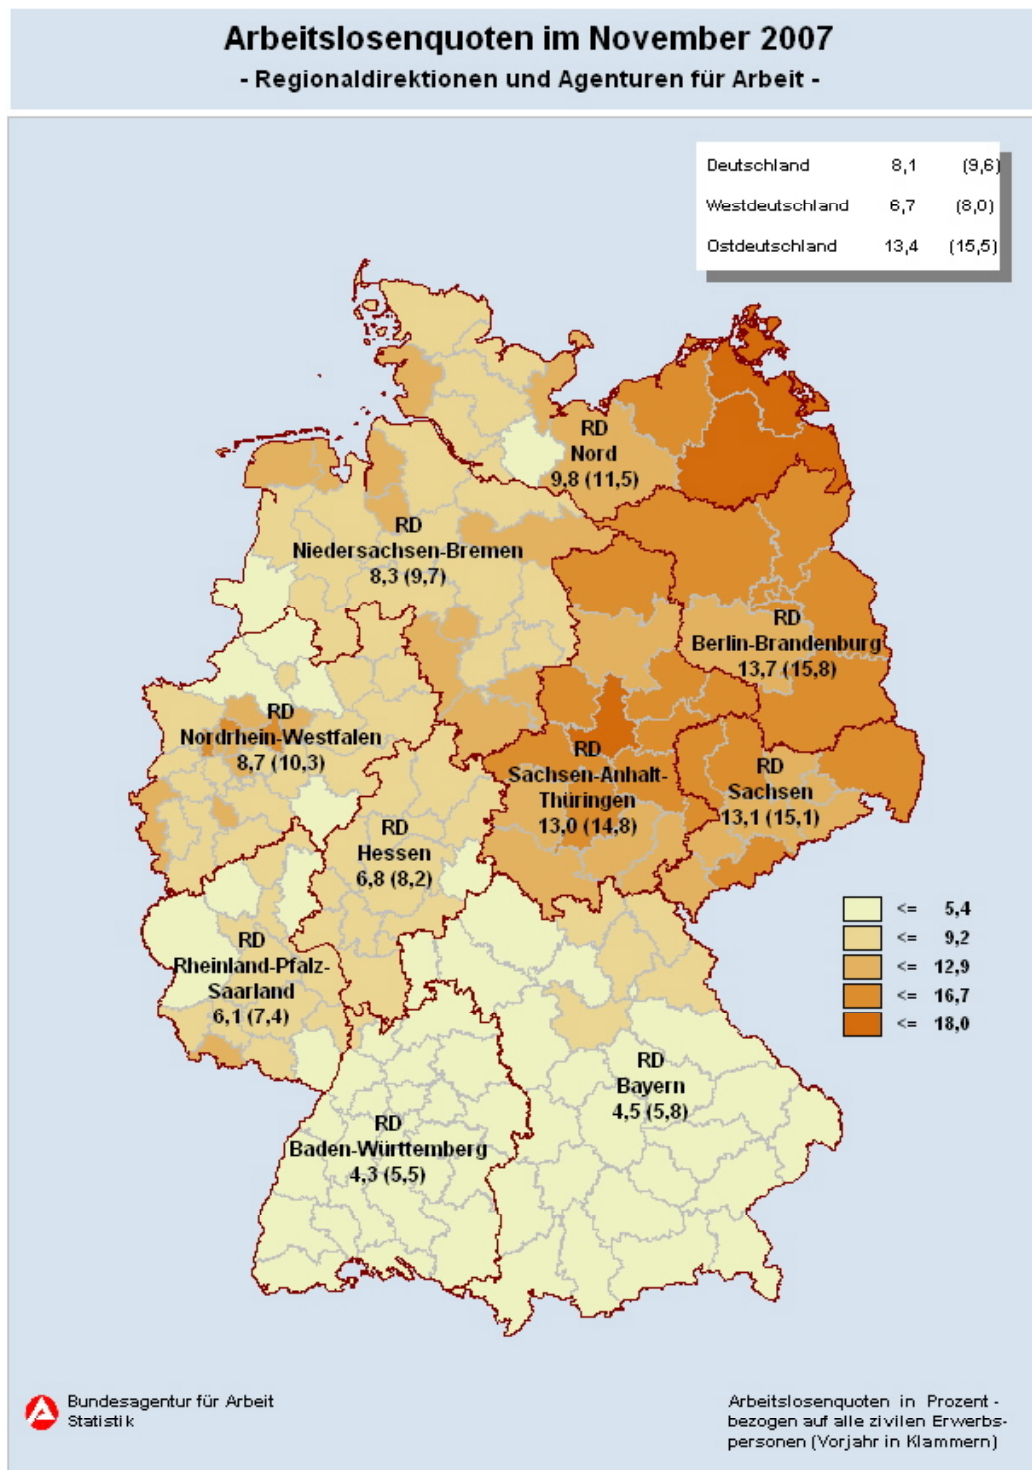 Arbeitslosenquoten im November 2007
- Regionaldirektionen und Agenturen für Arbeit -
Deutschland 8,1 (9,6)
Westdeutschland 6,7 (8,0)
Ostdeutschland 13,4 (15,5)
RD
Nord
9,8 (11,5)
RD
Niedersachsen-Bremen
8,3 (9,7)
RD
Berlin-Brandenburg
13,7 (15,8)
RD
Nordrhein-Westfalen
8,7 (10,3)
RD
Sachsen-Anhalt-
Thüringen
13,0 (14,8)
RD
Sachsen
13,1 (15,1)
RD
Hessen
6,8 (8,2)
RD
Rheinland-Pfalz-
Saarland
6,1 (7,4)
<= 5,4
<= 9,2
<= 12,9
<= 16,7
<= 18,0
RD
Bayern
4,5 (5,8)
RD
Baden-Württemberg
4,3 (5,5)
Bundesagentur für Arbeit
Statistik
Arbeitslosenquoten in Prozent -
bezogen auf alle zivilen Erwerbs-
personen (Vorjahr in Klammern)